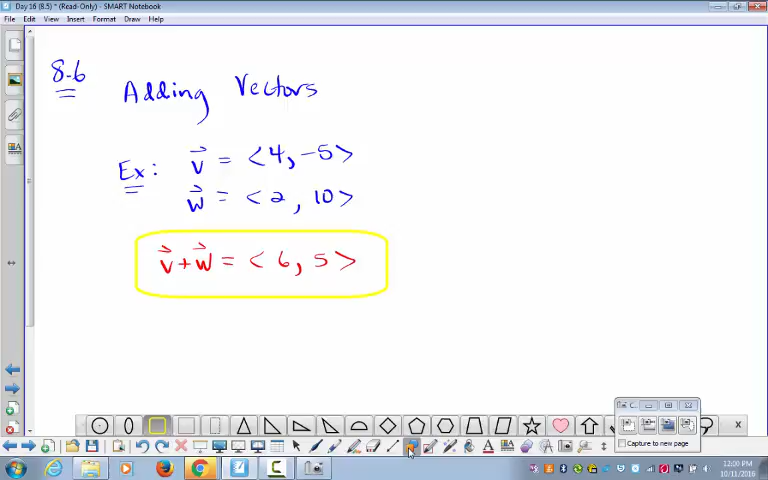 Day 16 (8.5) * (Read-Only) - SMART Notebook
File Edit View Insert Format Draw Help
8.6 Adding Vectors
Ex: v⃗ = <4, -5>
w⃗ = <2, 10>
v⃗+w⃗ = <6, 5>
Capture to new page
12:00 PM
10/11/2016